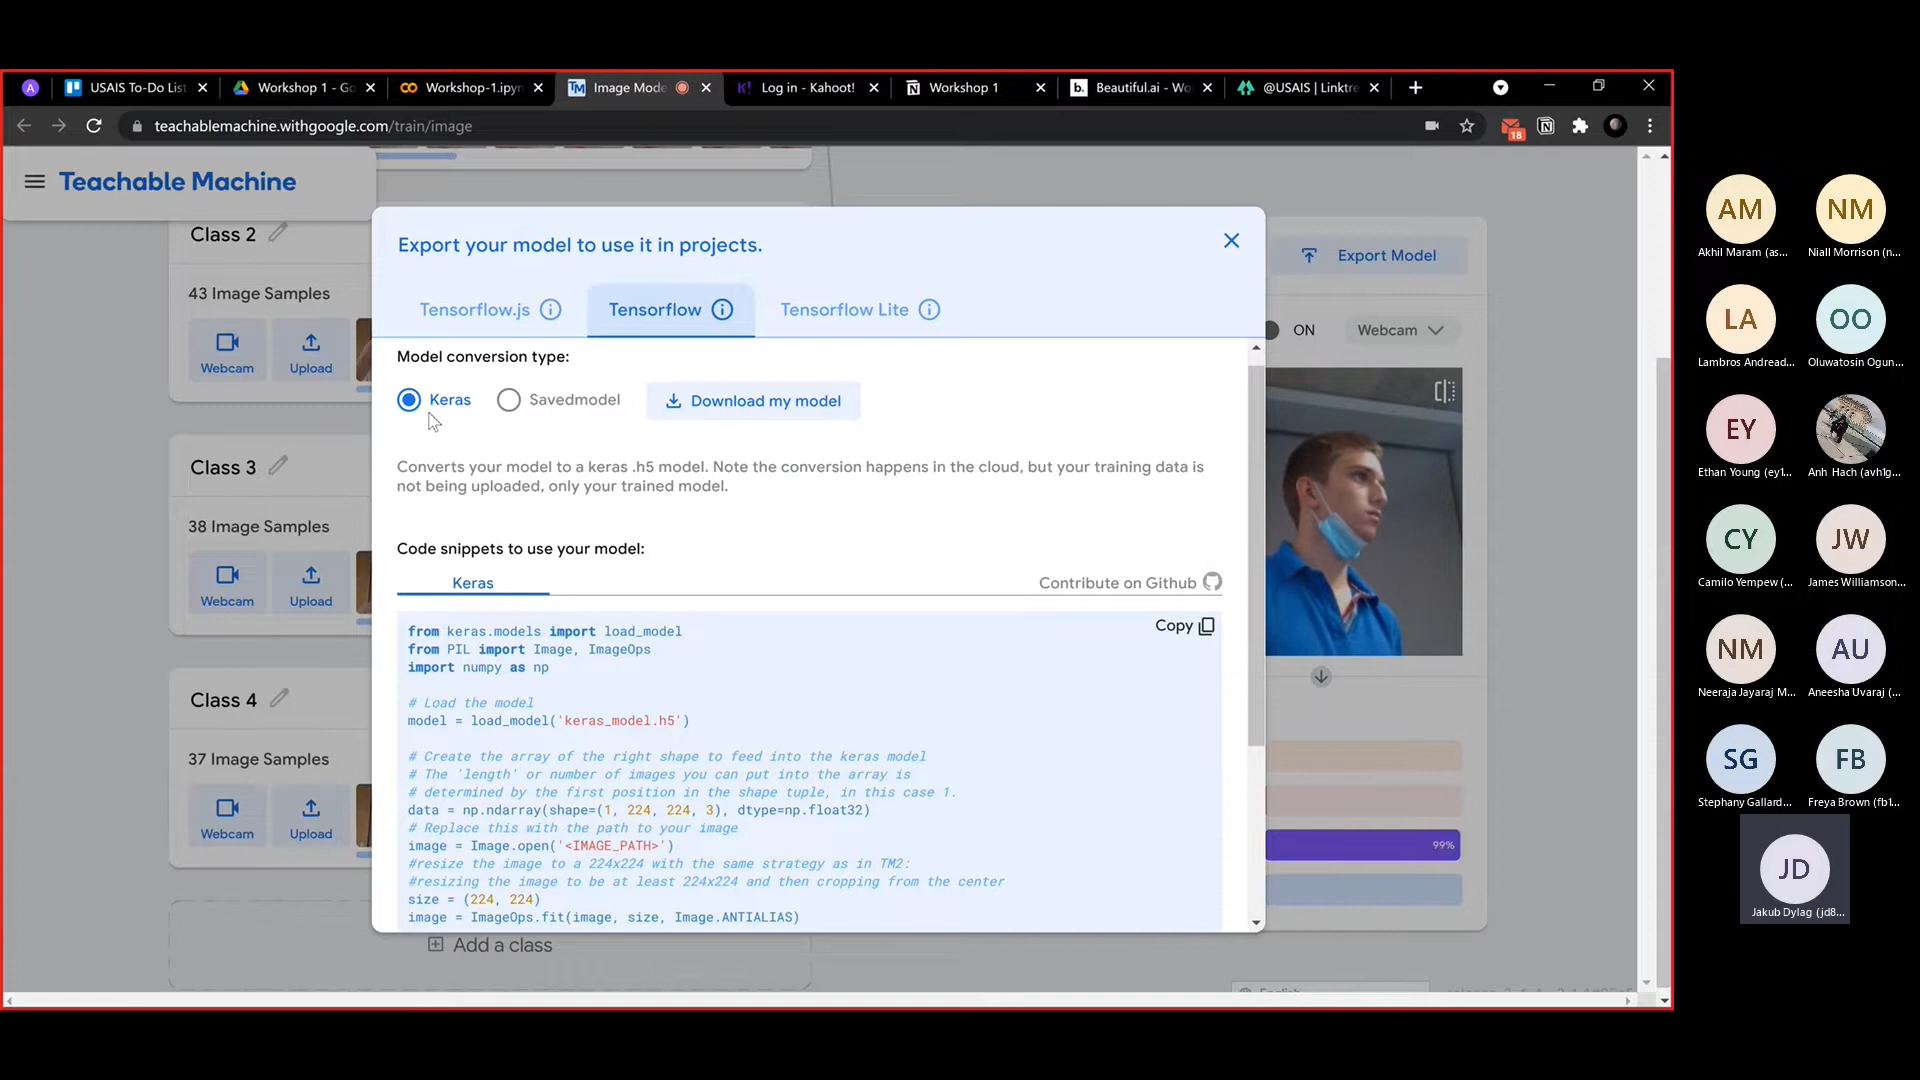 A
USAIS To-Do List
Workshop 1 - Go
Workshop-1.ipyn
Image Mode
Log in - Kahoot!
Workshop 1
Beautiful.ai - Wo
@USAIS | Linktre
teachablemachine.withgoogle.com/train/image
18
Teachable Machine
Class 2
43 Image Samples
Webcam
Upload
Class 3
38 Image Samples
Webcam
Upload
Class 4
37 Image Samples
Webcam
Upload
Add a class
Export your model to use it in projects.
Tensorflow.js
Tensorflow
Tensorflow Lite
Model conversion type:
Keras
Savedmodel
Download my model
Converts your model to a keras .h5 model. Note the conversion happens in the cloud, but your training data is
not being uploaded, only your trained model.
Code snippets to use your model:
Keras
Contribute on Github
Copy
from keras.models import load_model
from PIL import Image, ImageOps
import numpy as np
# Load the model
model = load_model('keras_model.h5')
# Create the array of the right shape to feed into the keras model
# The 'length' or number of images you can put into the array is
# determined by the first position in the shape tuple, in this case 1.
data = np.ndarray(shape=(1, 224, 224, 3), dtype=np.float32)
# Replace this with the path to your image
image = Image.open('<IMAGE_PATH>')
#resize the image to a 224x224 with the same strategy as in TM2:
#resizing the image to be at least 224x224 and then cropping from the center
size = (224, 224)
image = ImageOps.fit(image, size, Image.ANTIALIAS)
Export Model
ON
Webcam
99%
AM
Akhil Maram (as...
NM
Niall Morrison (n...
LA
Lambros Andread...
OO
Oluwatosin Ogun...
EY
Ethan Young (ey1...
Anh Hach (avh1g...
CY
Camilo Yempew (...
JW
James Williamson...
NM
Neeraja Jayaraj M...
AU
Aneesha Uvaraj (...
SG
Stephany Gallard...
FB
Freya Brown (fb1...
JD
Jakub Dylag (jd8...